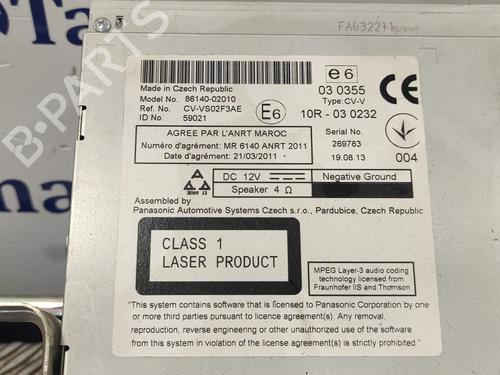 FA032211
B-PARTS
Made in Czech Republic
Model No. 86140-02010
Ref No. CV-VS02F3AE
ID No. 59021
E6
e6
03 0355
Type: CV-V
10R - 03 0232
CE
AGREE PAR L'ANRT MAROC
Numéro d'agrément: MR 6140 ANRT 2011
Date d'agrément: 21/03/2011
Serial No.
269783
19.08.13
004
DC 12V
Negative Ground
Speaker 4 Ω
Assembled by
Panasonic Automotive Systems Czech s.r.o., Pardubice, Czech Republic
CLASS 1
LASER PRODUCT
MPEG Layer-3 audio coding
technology licensed from
Fraunhofer IIS and Thomson
"This system contains software that is licensed to Panasonic Corporation by one
or more third parties pursuant to licence agreement(s). Any removal,
reproduction, reverse engineering or other unauthorized use of the software
in this system in violation of the license agreement(s) is strictly prohibited."